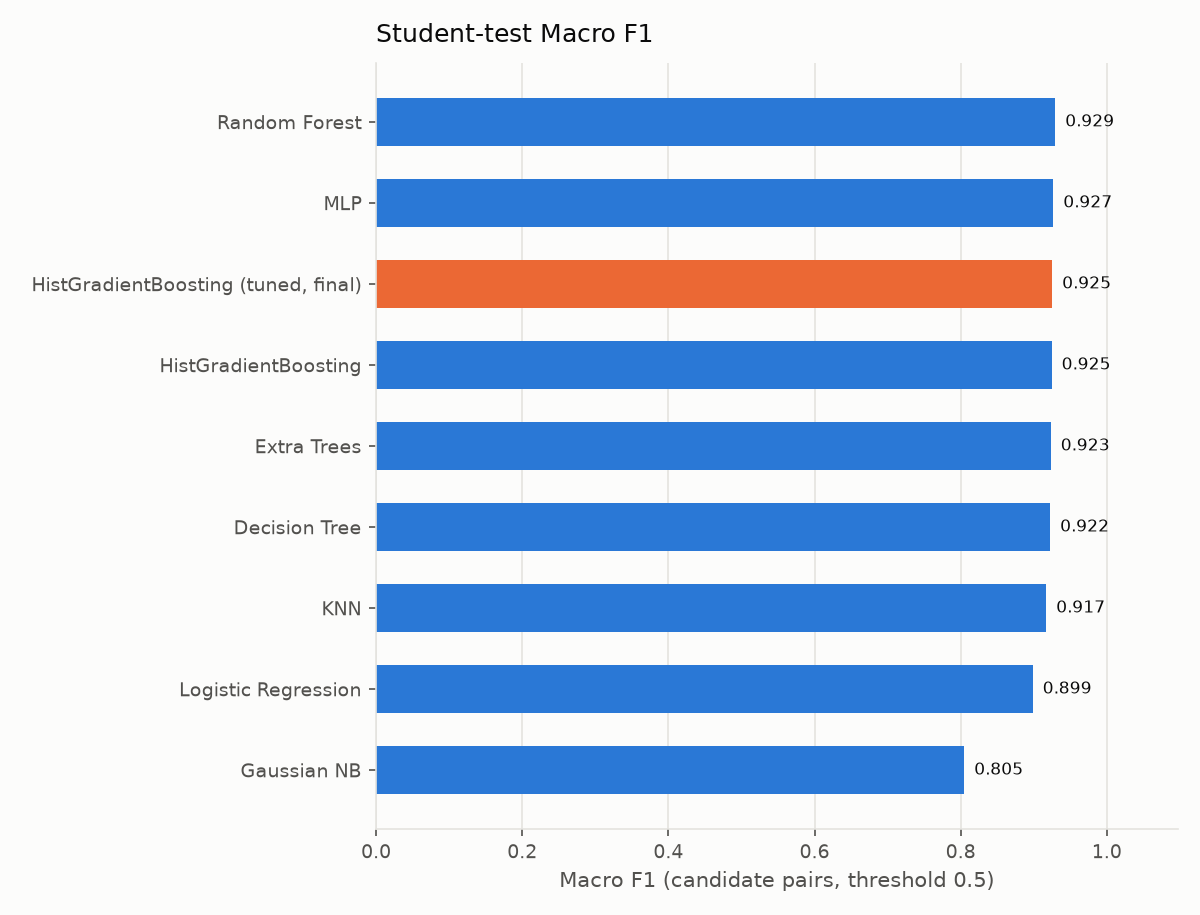 Student-test Macro F1
Random Forest 0.929
MLP 0.927
HistGradientBoosting (tuned, final) 0.925
HistGradientBoosting 0.925
Extra Trees 0.923
Decision Tree 0.922
KNN 0.917
Logistic Regression 0.899
Gaussian NB 0.805
0.0 0.2 0.4 0.6 0.8 1.0
Macro F1 (candidate pairs, threshold 0.5)